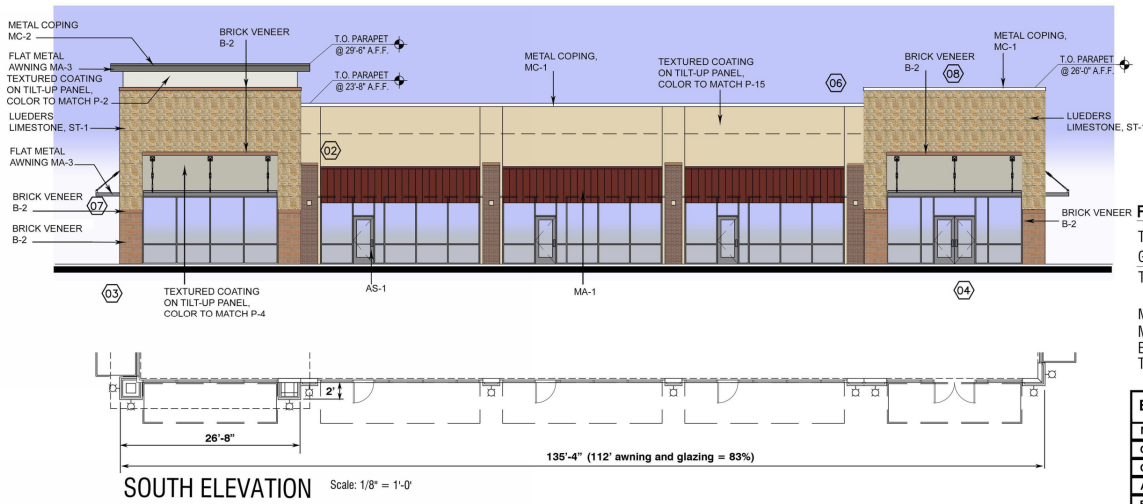 METAL COPING
MC-2
FLAT METAL
AWNING MA-3
TEXTURED COATING
ON TILT-UP PANEL,
COLOR TO MATCH P-2
LUEDERS
LIMESTONE, ST-1
FLAT METAL
AWNING MA-3
BRICK VENEER
B-2
07
BRICK VENEER
B-2
BRICK VENEER
B-2
T.O. PARAPET
@ 29'-6" A.F.F.
T.O. PARAPET
@ 23'-8" A.F.F.
METAL COPING,
MC-1
TEXTURED COATING
ON TILT-UP PANEL,
COLOR TO MATCH P-15
06
BRICK VENEER
B-2
08
METAL COPING,
MC-1
T.O. PARAPET
@ 26'-0" A.F.F.
LUEDERS
LIMESTONE, ST-1
02
BRICK VENEER
B-2
03
TEXTURED COATING
ON TILT-UP PANEL,
COLOR TO MATCH P-4
AS-1
MA-1
04
2'
26'-8"
135'-4" (112' awning and glazing = 83%)
SOUTH ELEVATION
Scale: 1/8" = 1'-0'